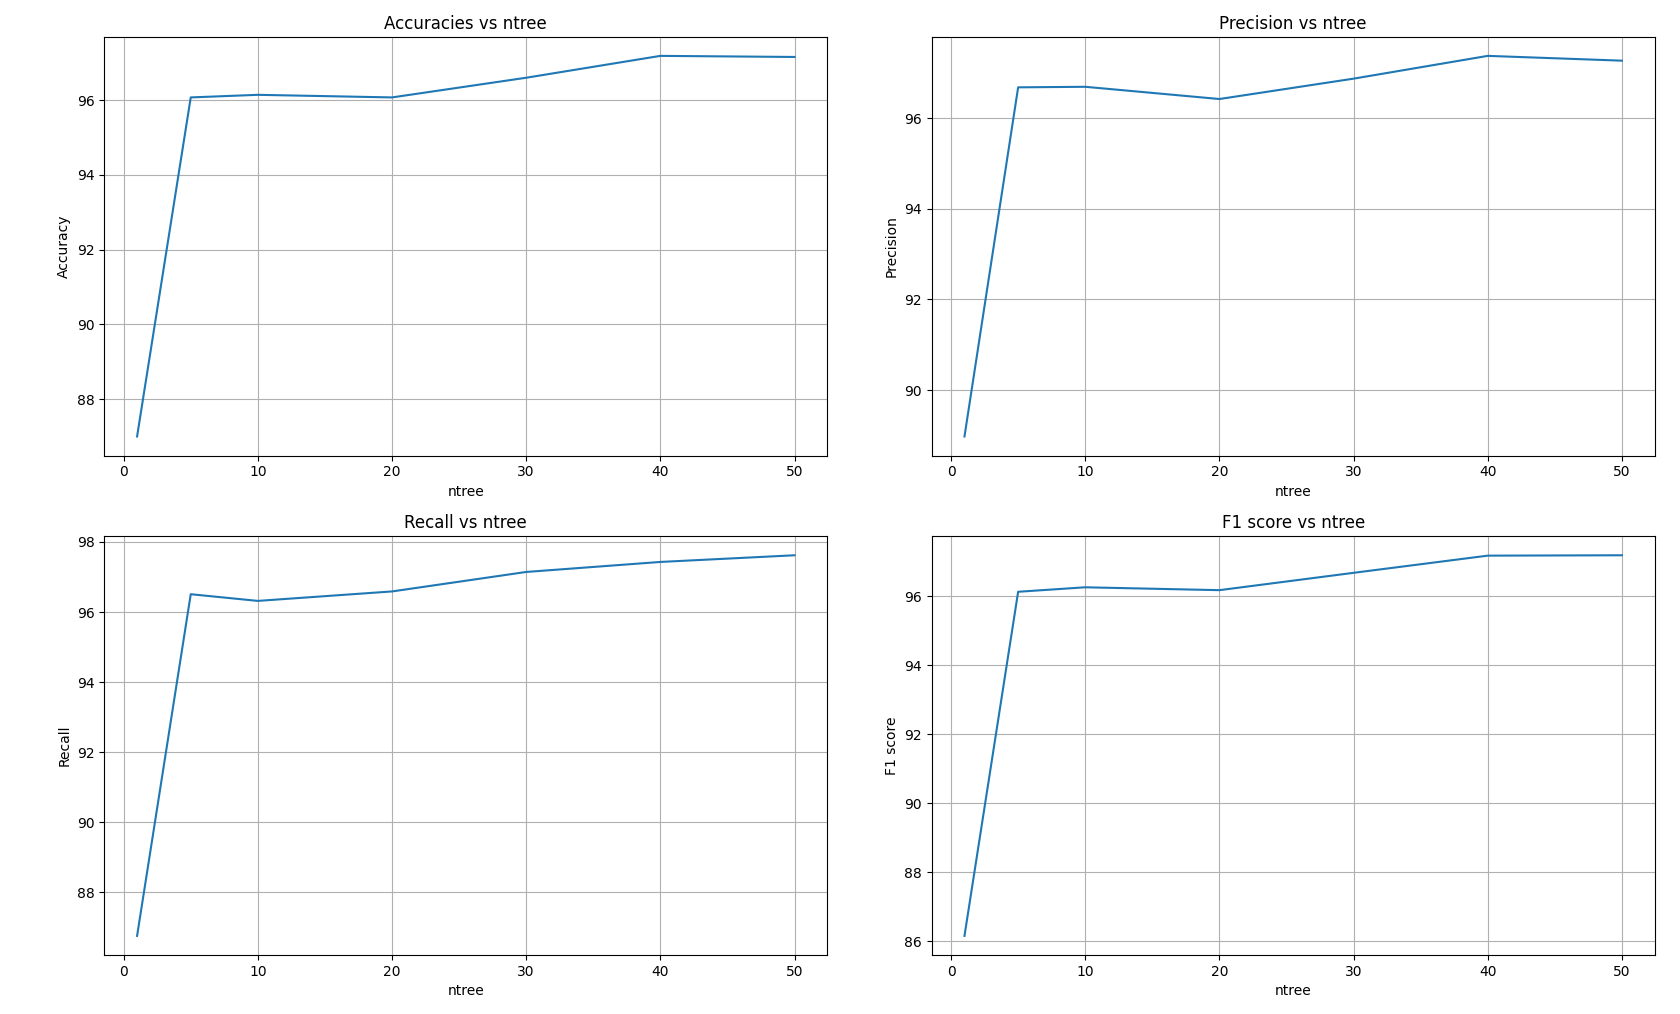 Accuracies vs ntree
Accuracy
96
94
92
90
88
0 10 20 30 40 50
ntree
Precision vs ntree
Precision
96
94
92
90
0 10 20 30 40 50
ntree
Recall vs ntree
Recall
98
96
94
92
90
88
0 10 20 30 40 50
ntree
F1 score vs ntree
F1 score
96
94
92
90
88
86
0 10 20 30 40 50
ntree